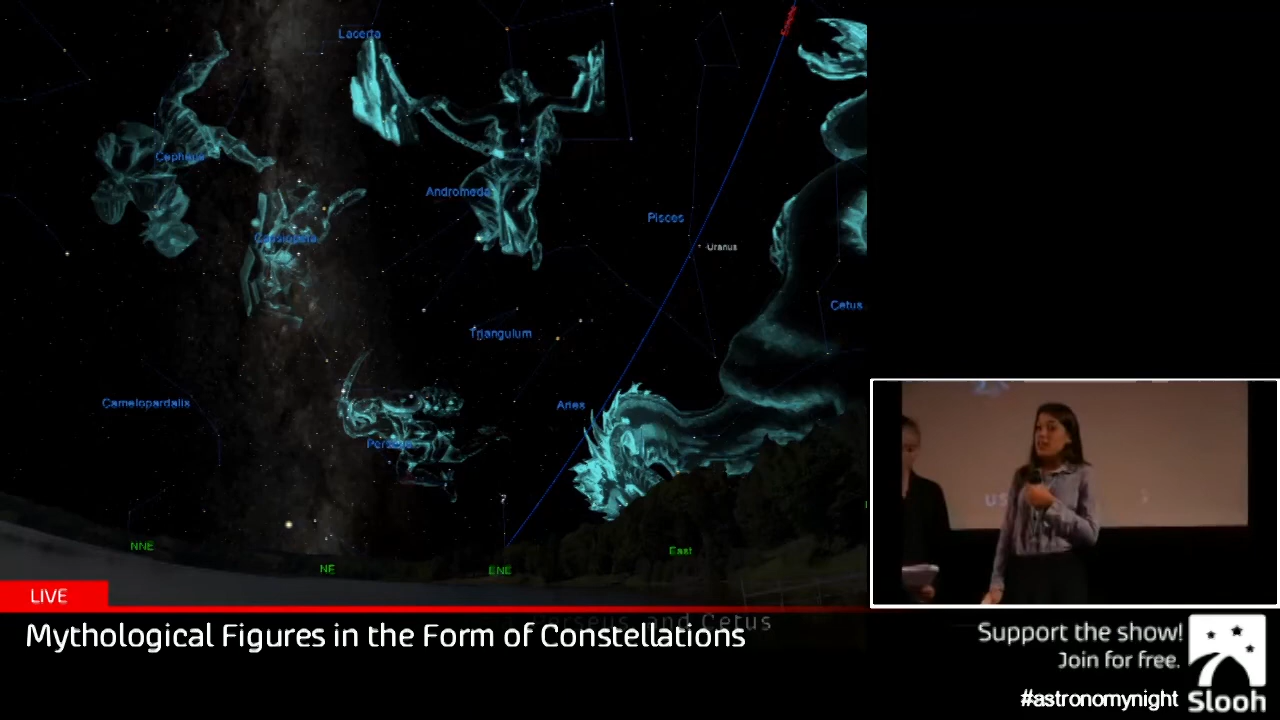 Lacerta
Cepheus
Andromeda
Cassiopeia
Pisces
Uranus
Cetus
Triangulum
Camelopardalis
Aries
Perseus
NNE
NE
ENE
East
US
LIVE
Perseus, and Cetus
Mythological Figures in the Form of Constellations
Support the show!
Join for free.
#astronomynight
Slooh